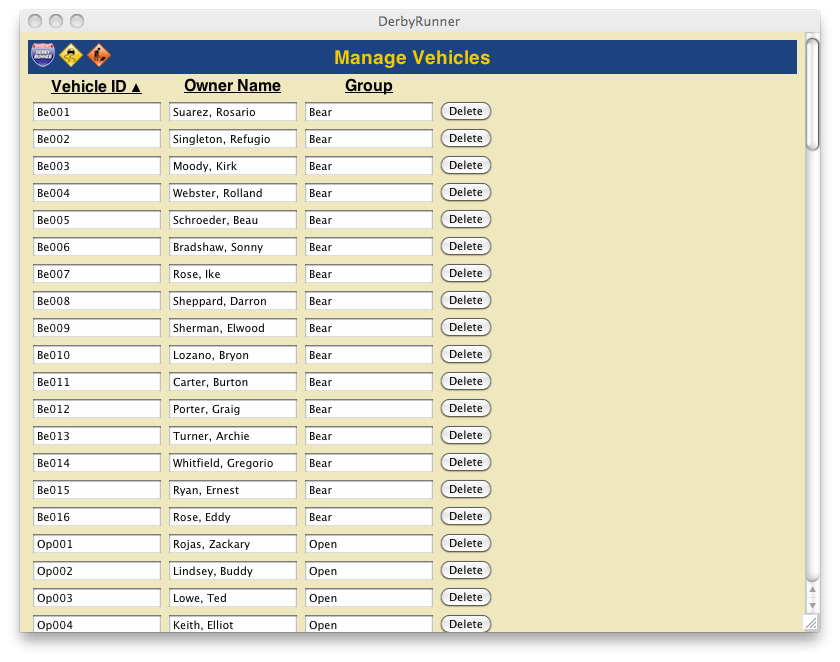 DerbyRunner
DERBY RUNNER
Manage Vehicles
Vehicle ID ▲ Owner Name Group
Be001 Suarez, Rosario Bear Delete
Be002 Singleton, Refugio Bear Delete
Be003 Moody, Kirk Bear Delete
Be004 Webster, Rolland Bear Delete
Be005 Schroeder, Beau Bear Delete
Be006 Bradshaw, Sonny Bear Delete
Be007 Rose, Ike Bear Delete
Be008 Sheppard, Darron Bear Delete
Be009 Sherman, Elwood Bear Delete
Be010 Lozano, Bryon Bear Delete
Be011 Carter, Burton Bear Delete
Be012 Porter, Graig Bear Delete
Be013 Turner, Archie Bear Delete
Be014 Whitfield, Gregorio Bear Delete
Be015 Ryan, Ernest Bear Delete
Be016 Rose, Eddy Bear Delete
Op001 Rojas, Zackary Open Delete
Op002 Lindsey, Buddy Open Delete
Op003 Lowe, Ted Open Delete
Op004 Keith, Elliot Open Delete